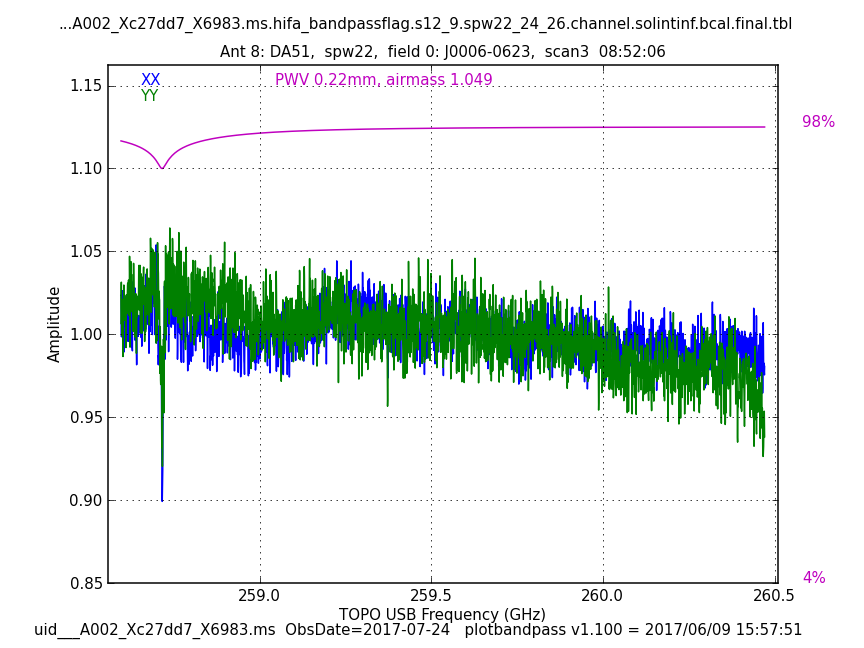 ...A002_Xc27dd7_X6983.ms.hifa_bandpassflag.s12_9.spw22_24_26.channel.solintinf.bcal.final.tbl
Ant 8: DA51,  spw22,  field 0: J0006-0623,  scan3  08:52:06
XX
YY
PWV 0.22mm, airmass 1.049
98%
4%
Amplitude
1.15
1.10
1.05
1.00
0.95
0.90
0.85
259.0
259.5
260.0
260.5
TOPO USB Frequency (GHz)
uid___A002_Xc27dd7_X6983.ms  ObsDate=2017-07-24   plotbandpass v1.100 = 2017/06/09 15:57:51